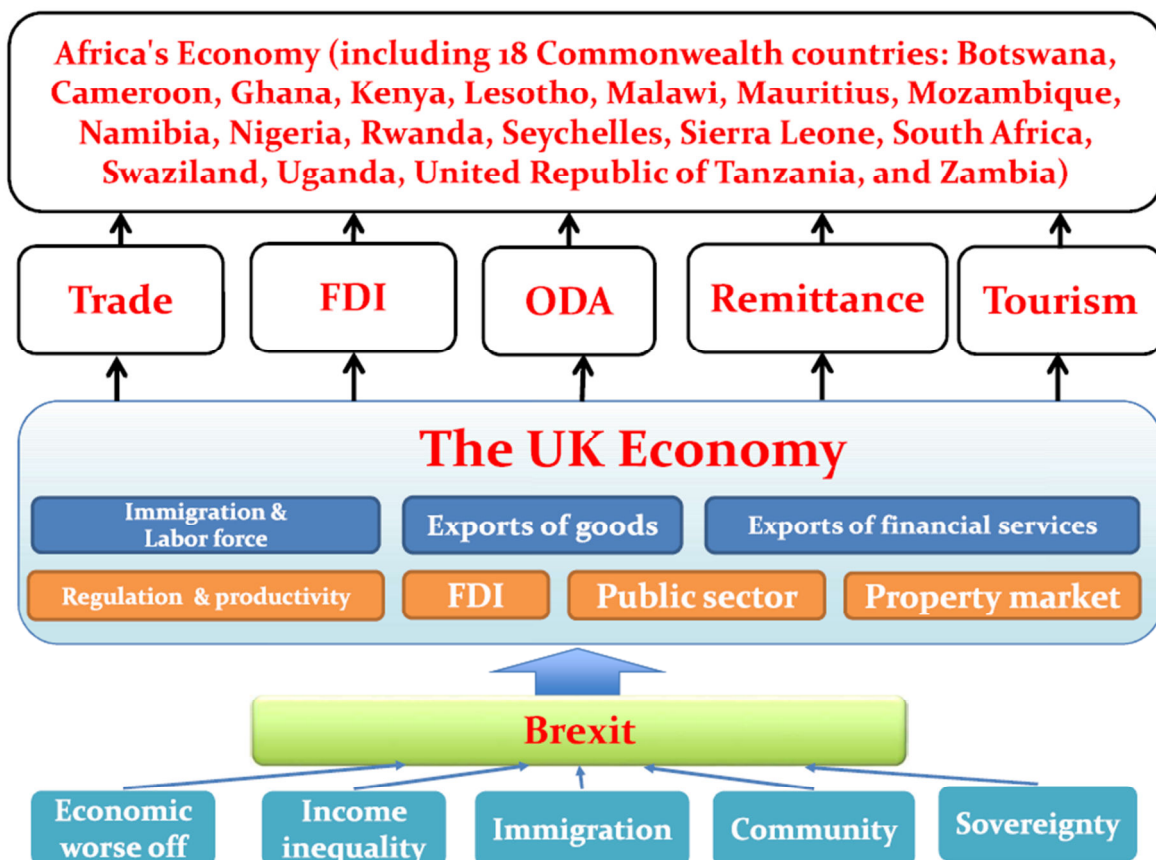 Africa's Economy (including 18 Commonwealth countries: Botswana,
Cameroon, Ghana, Kenya, Lesotho, Malawi, Mauritius, Mozambique,
Namibia, Nigeria, Rwanda, Seychelles, Sierra Leone, South Africa,
Swaziland, Uganda, United Republic of Tanzania, and Zambia)
Trade
FDI
ODA
Remittance
Tourism
The UK Economy
Immigration &
Labor force
Exports of goods
Exports of financial services
Regulation & productivity
FDI
Public sector
Property market
Brexit
Economic
worse off
Income
inequality
Immigration
Community
Sovereignty